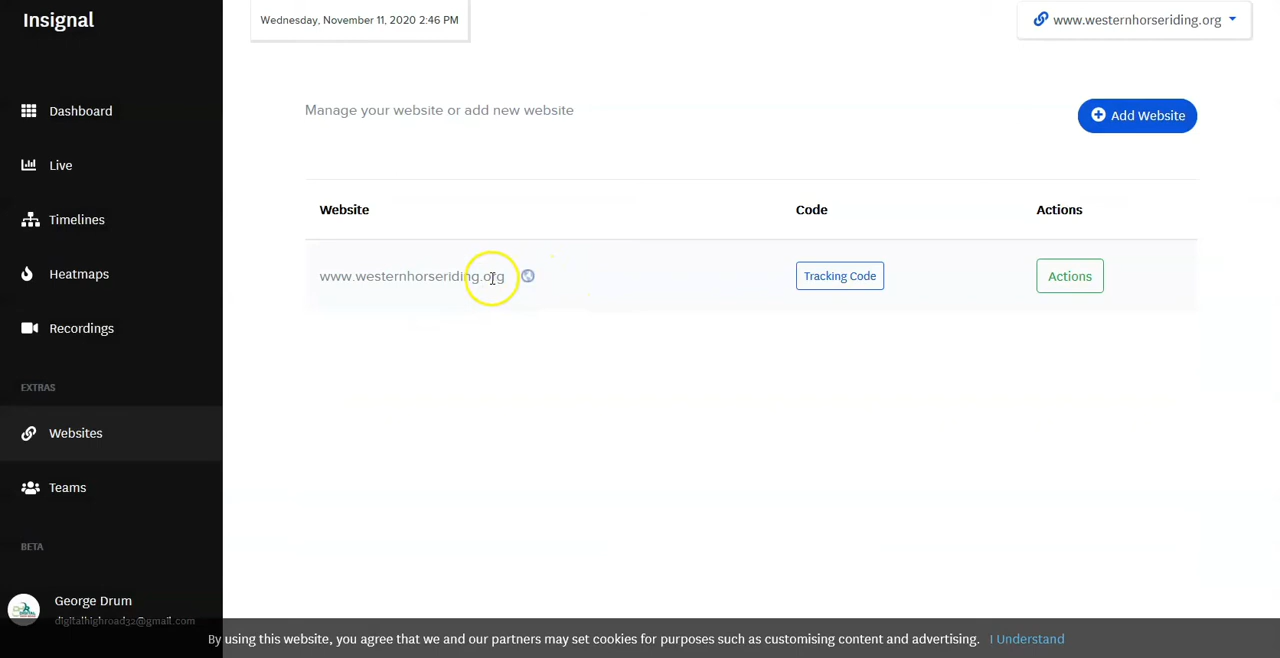 Insignal
Wednesday, November 11, 2020 2:46 PM
www.westernhorseriding.org
Dashboard
Live
Timelines
Heatmaps
Recordings
EXTRAS
Websites
Teams
BETA
George Drum
digitalhighroad32@gmail.com
Manage your website or add new website
Add Website
Website Code Actions
www.westernhorseriding.org Tracking Code Actions
By using this website, you agree that we and our partners may set cookies for purposes such as customising content and advertising. I Understand